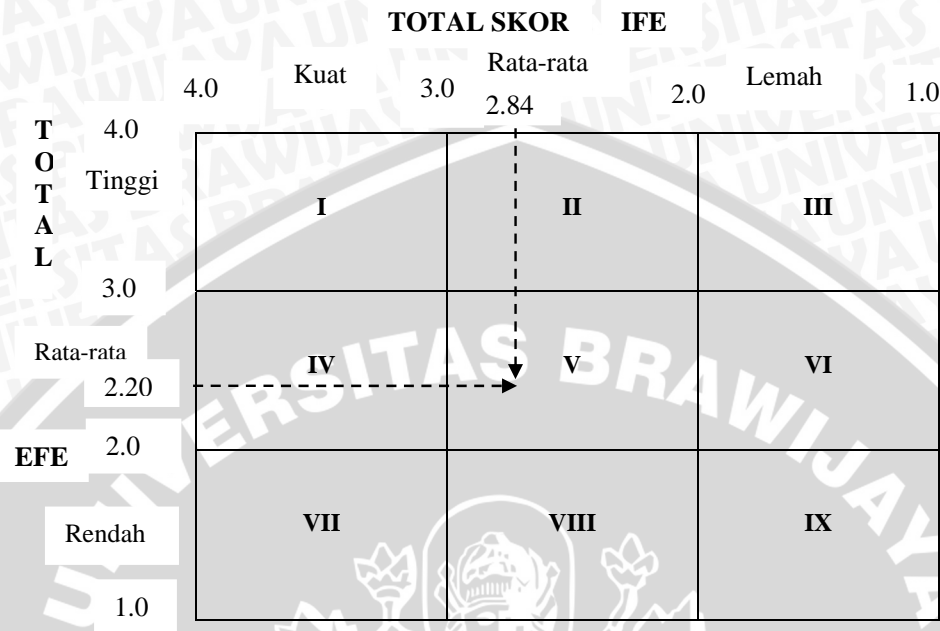 TOTAL SKOR IFE
Kuat Rata-rata Lemah
4.0 3.0 2.84 2.0 1.0
TOTAL
4.0
Tinggi
I II III
3.0
Rata-rata
IV V VI
2.20
EFE 2.0
VII VIII IX
Rendah
1.0
UNIVERSITAS BRAWIJAYA